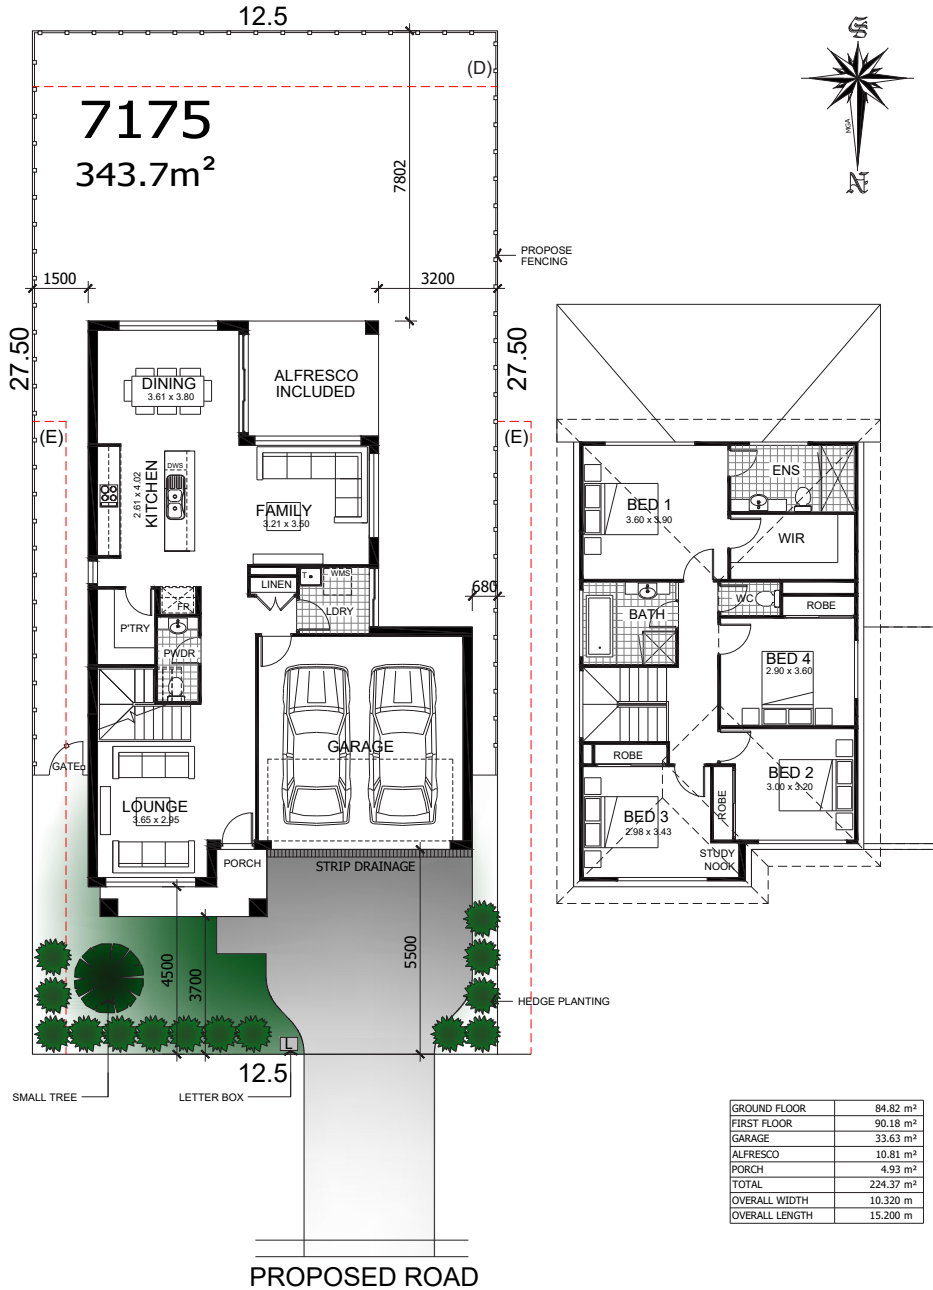 12.5
(D)
7175
343.7m²
S
MGA
N
7802
PROPOSE
FENCING
1500
3200
27.50
27.50
DINING
3.61 x 3.80
ALFRESCO
INCLUDED
(E)
(E)
DWS
KITCHEN
2.61 x 4.02
FAMILY
3.21 x 3.50
LINEN
T
WMS
LDRY
680
FR
P'TRY
PWDR
GATE
GARAGE
LOUNGE
3.65 x 2.95
PORCH
STRIP DRAINAGE
4500
3700
5500
HEDGE PLANTING
L
12.5
SMALL TREE
LETTER BOX
PROPOSED ROAD
BED 1
3.60 x 3.90
ENS
WIR
BATH
WC
ROBE
BED 4
2.90 x 3.60
ROBE
BED 2
3.00 x 3.20
ROBE
BED 3
2.98 x 3.43
STUDY
NOOK
GROUND FLOOR 84.82 m²
FIRST FLOOR 90.18 m²
GARAGE 33.63 m²
ALFRESCO 10.81 m²
PORCH 4.93 m²
TOTAL 224.37 m²
OVERALL WIDTH 10.320 m
OVERALL LENGTH 15.200 m